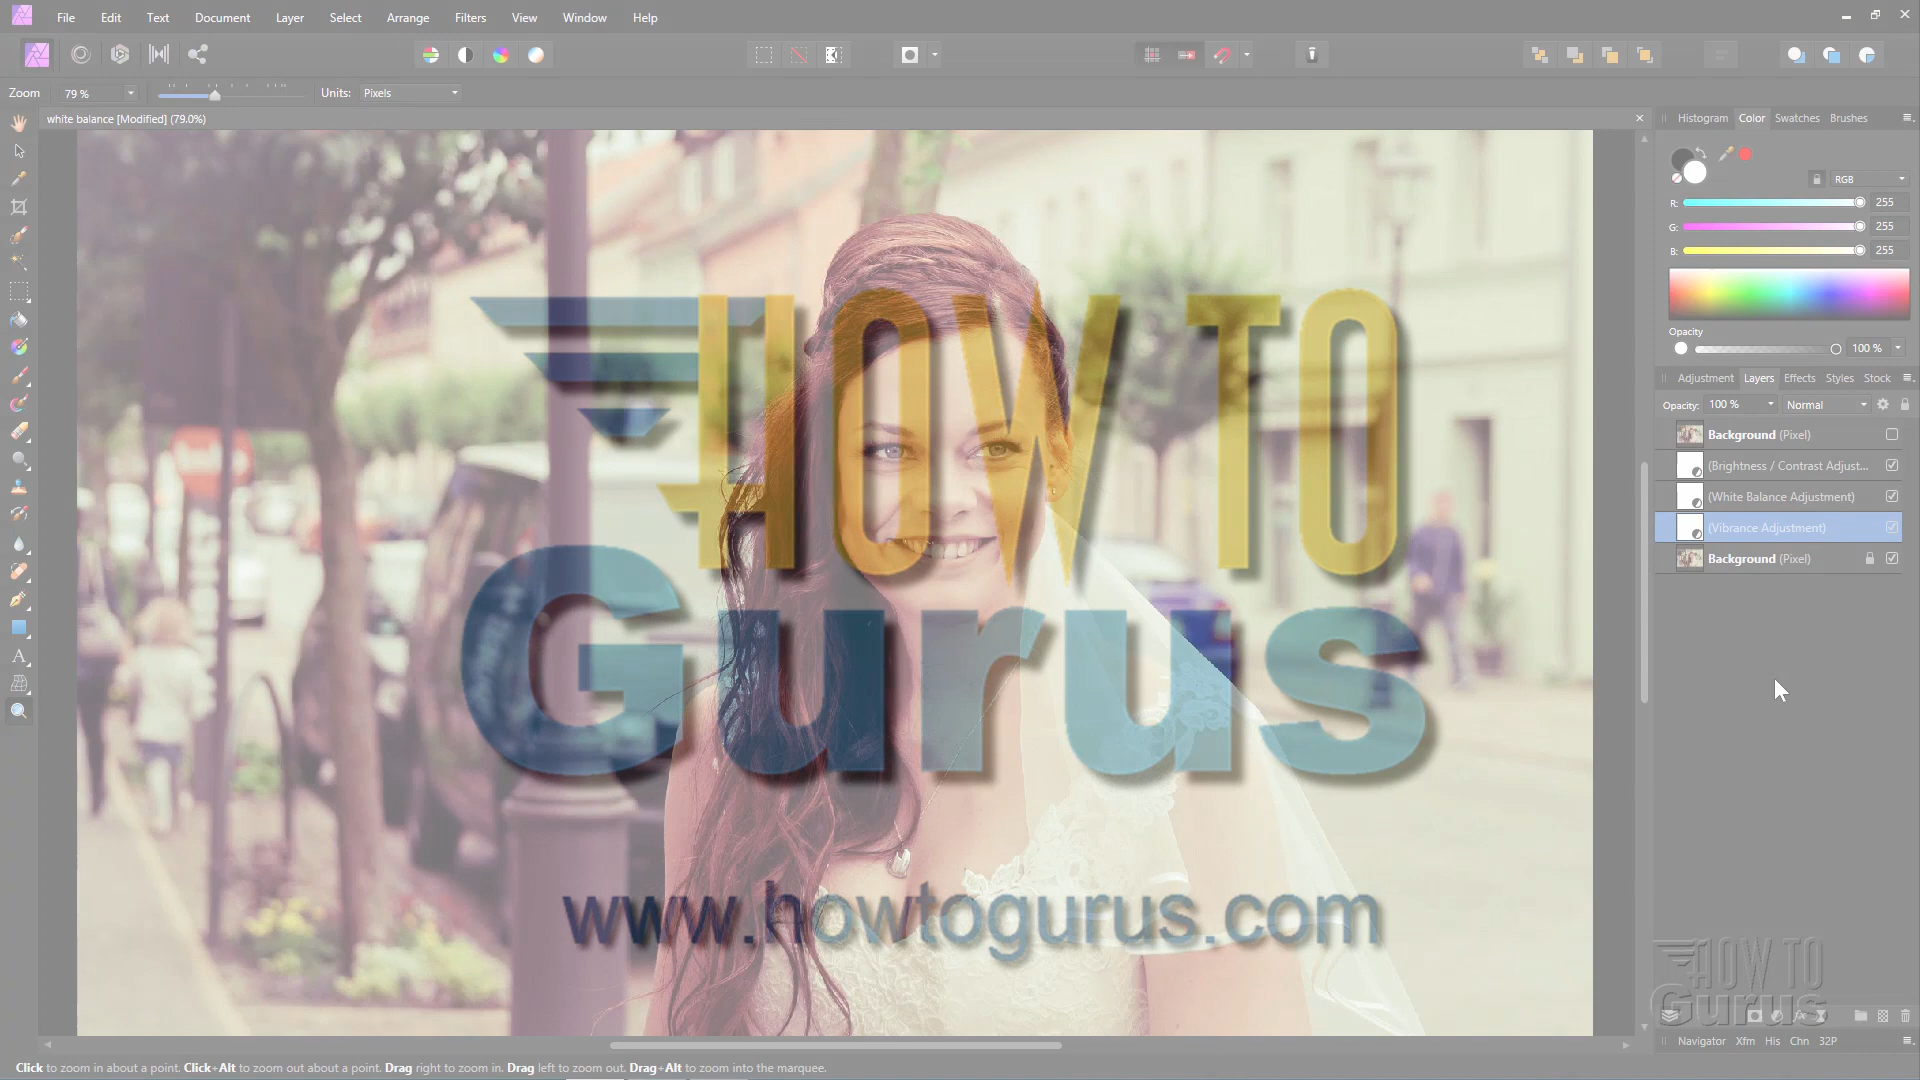 File Edit Text Document Layer Select Arrange Filters View Window Help
Zoom 79 % Units: Pixels
white balance [Modified] (79.0%)
Histogram Color Swatches Brushes
RGB
R: 255
G: 255
B: 255
Opacity
100 %
Adjustment Layers Effects Styles Stock
Opacity: 100 % Normal
Background (Pixel)
(Brightness / Contrast Adjust...
(White Balance Adjustment)
(Vibrance Adjustment)
Background (Pixel)
HOW TO
Gurus
www.howtogurus.com
HOW TO
Gurus
Navigator Xfm His Chn 32P
Click to zoom in about a point. Click+Alt to zoom out about a point. Drag right to zoom in. Drag left to zoom out. Drag+Alt to zoom into the marquee.